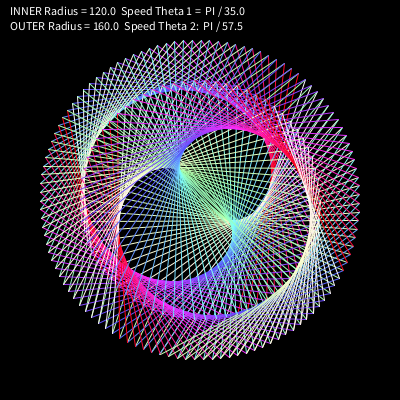 INNER Radius = 120.0 Speed Theta 1 = PI / 35.0
OUTER Radius = 160.0 Speed Theta 2: PI / 57.5